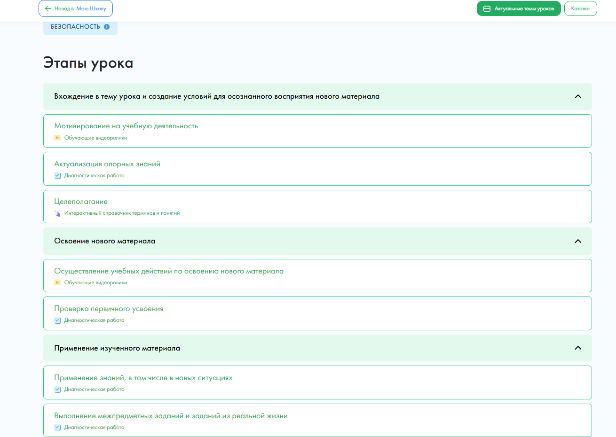 Назад в Мою Школу
Актуальные темы уроков
Каталог
БЕЗОПАСНОСТЬ
Этапы урока
Вхождение в тему урока и создание условий для осознанного восприятия нового материала
Мотивирование на учебную деятельность
Обучающие видеоролики
Актуализация опорных знаний
Диагностическая работа
Целеполагание
Интерактивный справочник терминов и понятий
Освоение нового материала
Осуществление учебных действий по освоению нового материала
Обучающие видеоролики
Проверка первичного усвоения
Диагностическая работа
Применение изученного материала
Применение знаний, в том числе в новых ситуациях
Диагностическая работа
Выполнение межпредметных заданий и заданий из реальной жизни
Диагностическая работа